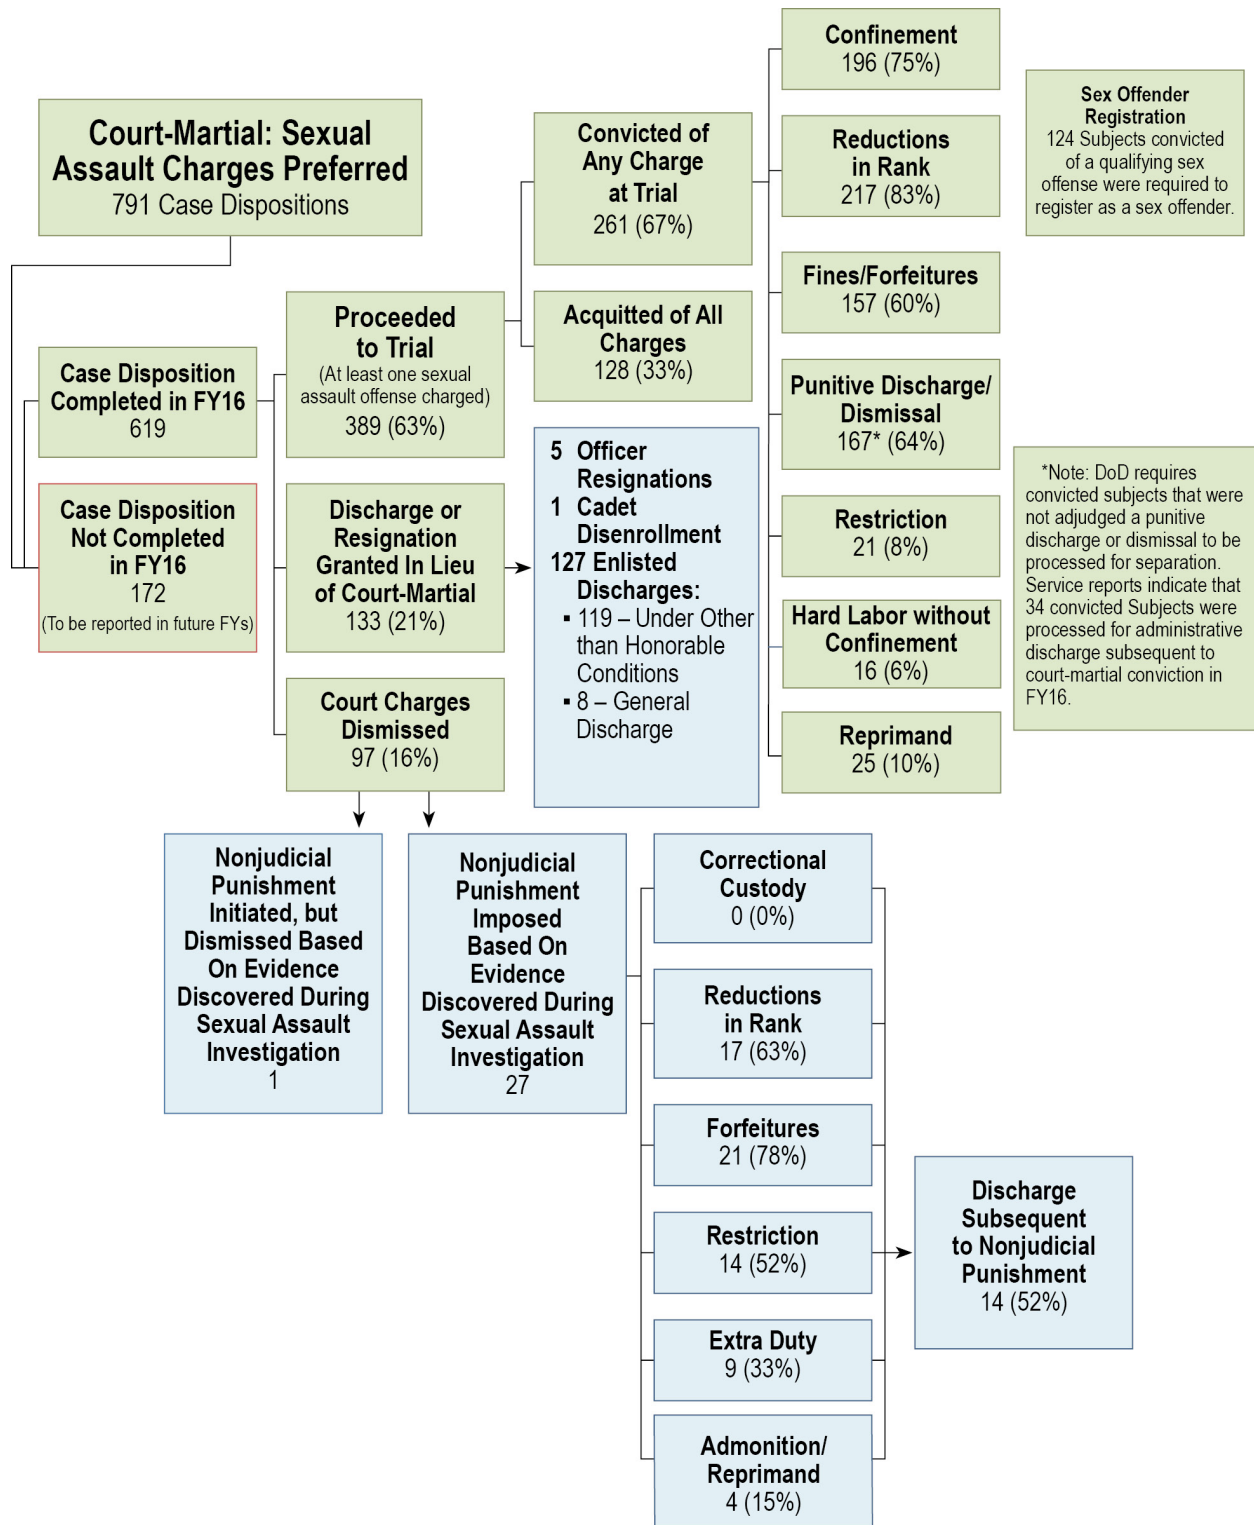 Court-Martial: Sexual
Assault Charges Preferred
791 Case Dispositions
Case Disposition
Completed in FY16
619
Case Disposition
Not Completed
in FY16
172
(To be reported in future FYs)
Proceeded
to Trial
(At least one sexual
assault offense charged)
389 (63%)
Discharge or
Resignation
Granted In Lieu
of Court-Martial
133 (21%)
Court Charges
Dismissed
97 (16%)
Convicted of
Any Charge
at Trial
261 (67%)
Acquitted of All
Charges
128 (33%)
5 Officer
Resignations
1 Cadet
Disenrollment
127 Enlisted
Discharges:
▪ 119 – Under Other
than Honorable
Conditions
▪ 8 – General
Discharge
Confinement
196 (75%)
Reductions
in Rank
217 (83%)
Fines/Forfeitures
157 (60%)
Punitive Discharge/
Dismissal
167* (64%)
Restriction
21 (8%)
Hard Labor without
Confinement
16 (6%)
Reprimand
25 (10%)
Sex Offender
Registration
124 Subjects convicted
of a qualifying sex
offense were required to
register as a sex offender.
*Note: DoD requires
convicted subjects that were
not adjudged a punitive
discharge or dismissal to be
processed for separation.
Service reports indicate that
34 convicted Subjects were
processed for administrative
discharge subsequent to
court-martial conviction in
FY16.
Nonjudicial
Punishment
Initiated, but
Dismissed Based
On Evidence
Discovered During
Sexual Assault
Investigation
1
Nonjudicial
Punishment
Imposed
Based On
Evidence
Discovered During
Sexual Assault
Investigation
27
Correctional
Custody
0 (0%)
Reductions
in Rank
17 (63%)
Forfeitures
21 (78%)
Restriction
14 (52%)
Extra Duty
9 (33%)
Admonition/
Reprimand
4 (15%)
Discharge
Subsequent
to Nonjudicial
Punishment
14 (52%)